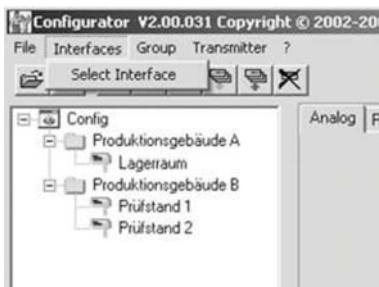 Configurator V2.00.031 Copyright © 2002-20
File Interfaces Group Transmitter ?
Select Interface
Config
Produktionsgebäude A
Lagerraum
Produktionsgebäude B
Prüfstand 1
Prüfstand 2
Analog